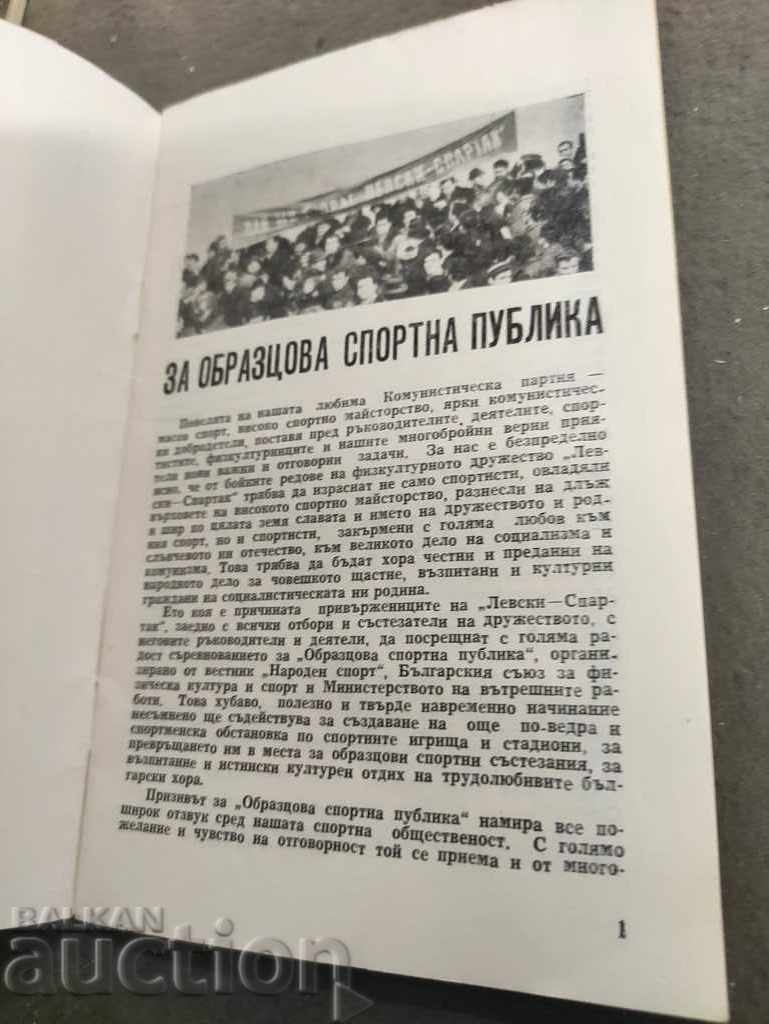 СПАРТАК
ЗА ОБРАЗЦОВА СПОРТНА ПУБЛИКА
Повелята на нашата любима Комунистическа партия —
масов спорт, високо спортно майсторство, ярки комунистичес-
ки добродетели, поставя пред ръководителите, деятелите, спор-
тистите, физкултурниците и нашите многобройни верни прия-
тели нови важни и отговорни задачи. За нас е безпределно
ясно, че от бойките редове на физкултурното дружество „Лев-
ски—Спартак“ трябва да израснат не само спортисти, овладяли
върховете на високото спортно майсторство, разнесли на длъж
и шир по цялата земя славата и името на дружеството и род-
ния спорт, но и спортисти, закърмени с голяма любов към
слънчевото ни отечество, към великото дело на социализма и
комунизма. Това трябва да бъдат хора честни и предани на
народното дело за човешкото щастие, възпитани и културни
граждани на социалистическата ни родина.
Ето коя е причината привържениците на „Левски—Спар-
так“, заедно с всички отбори и състезатели на дружеството, с
неговите ръководители и деятели, да посрещнат с голяма ра-
дост съревнованието за „Образцова спортна публика“, органи-
зирано от вестник „Народен спорт“, Българския съюз за фи-
зическа култура и спорт и Министерството на вътрешните ра-
боти. Това хубаво, полезно и твърде навременно начинание
несъмнено ще съдействува за създаване на още по-ведра и
спортменска обстановка по спортните игрища и стадиони, за
превръщането им в места за образцови спортни състезания, за
възпитание и истински културен отдих на трудолюбивите бъл-
гарски хора.
Призивът за „Образцова спортна публика“ намира все по-
широк отзвук сред нашата спортна общественост. С голямо
желание и чувство на отговорност той се приема и от много-
1
BALKAN
auction